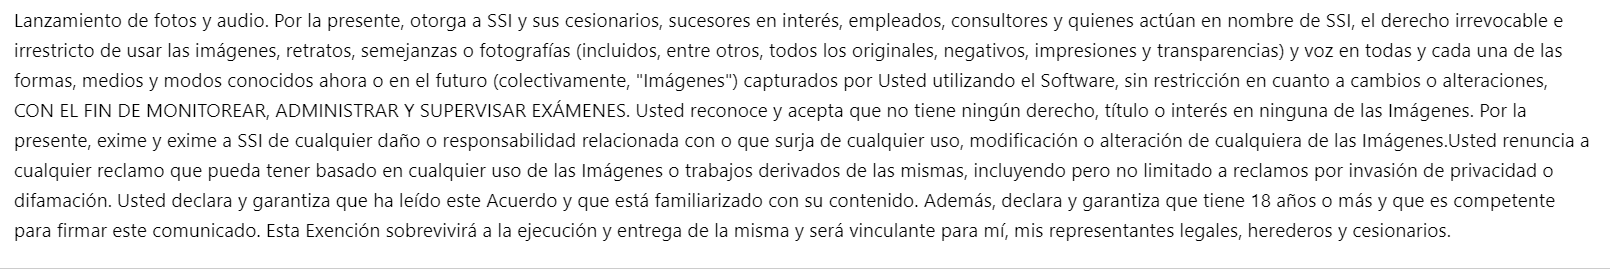 Lanzamiento de fotos y audio. Por la presente, otorga a SSI y sus cesionarios, sucesores en interés, empleados, consultores y quienes actúan en nombre de SSI, el derecho irrevocable e
irrestricto de usar las imágenes, retratos, semejanzas o fotografías (incluidos, entre otros, todos los originales, negativos, impresiones y transparencias) y voz en todas y cada una de las
formas, medios y modos conocidos ahora o en el futuro (colectivamente, "Imágenes") capturados por Usted utilizando el Software, sin restricción en cuanto a cambios o alteraciones,
CON EL FIN DE MONITOREAR, ADMINISTRAR Y SUPERVISAR EXÁMENES. Usted reconoce y acepta que no tiene ningún derecho, título o interés en ninguna de las Imágenes. Por la
presente, exime y exime a SSI de cualquier daño o responsabilidad relacionada con o que surja de cualquier uso, modificación o alteración de cualquiera de las Imágenes.Usted renuncia a
cualquier reclamo que pueda tener basado en cualquier uso de las Imágenes o trabajos derivados de las mismas, incluyendo pero no limitado a reclamos por invasión de privacidad o
difamación. Usted declara y garantiza que ha leído este Acuerdo y que está familiarizado con su contenido. Además, declara y garantiza que tiene 18 años o más y que es competente
para firmar este comunicado. Esta Exención sobrevivirá a la ejecución y entrega de la misma y será vinculante para mí, mis representantes legales, herederos y cesionarios.